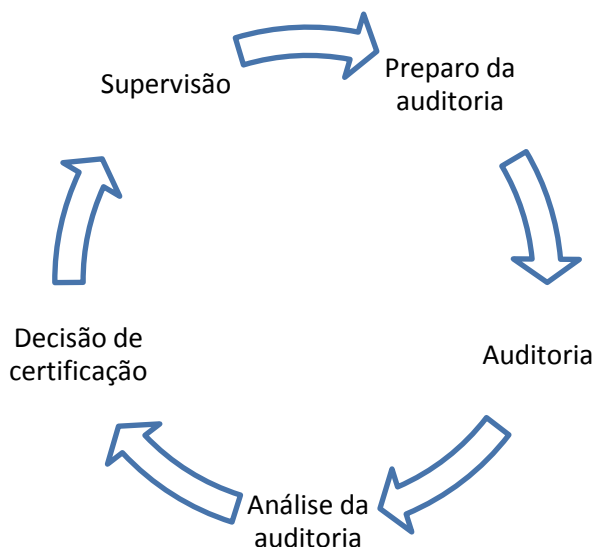 Supervisão
Preparo da
auditoria
Auditoria
Análise da
auditoria
Decisão de
certificação